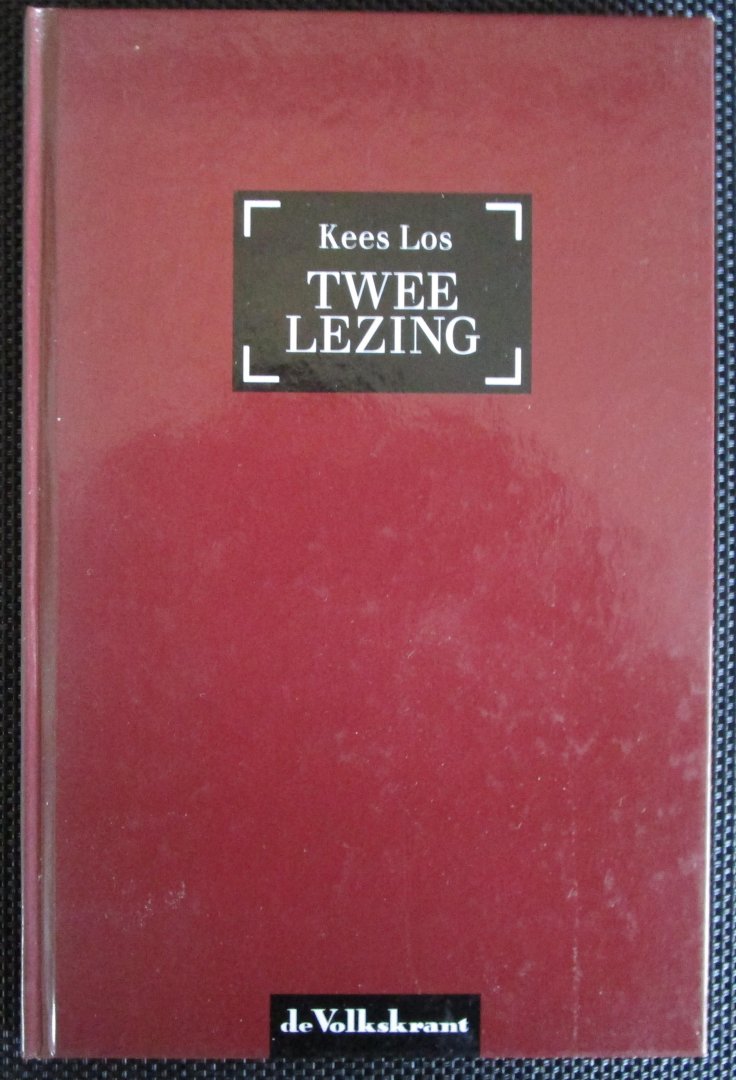 Kees Los
TWEE
LEZING
de Volkskrant